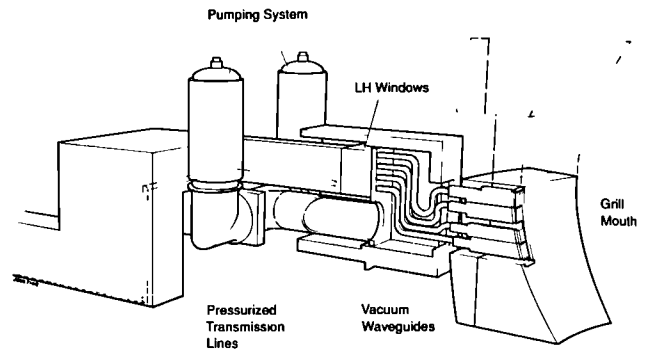 Pumping System
LH Windows
Grill
Mouth
Pressurized
Transmission
Lines
Vacuum
Waveguides